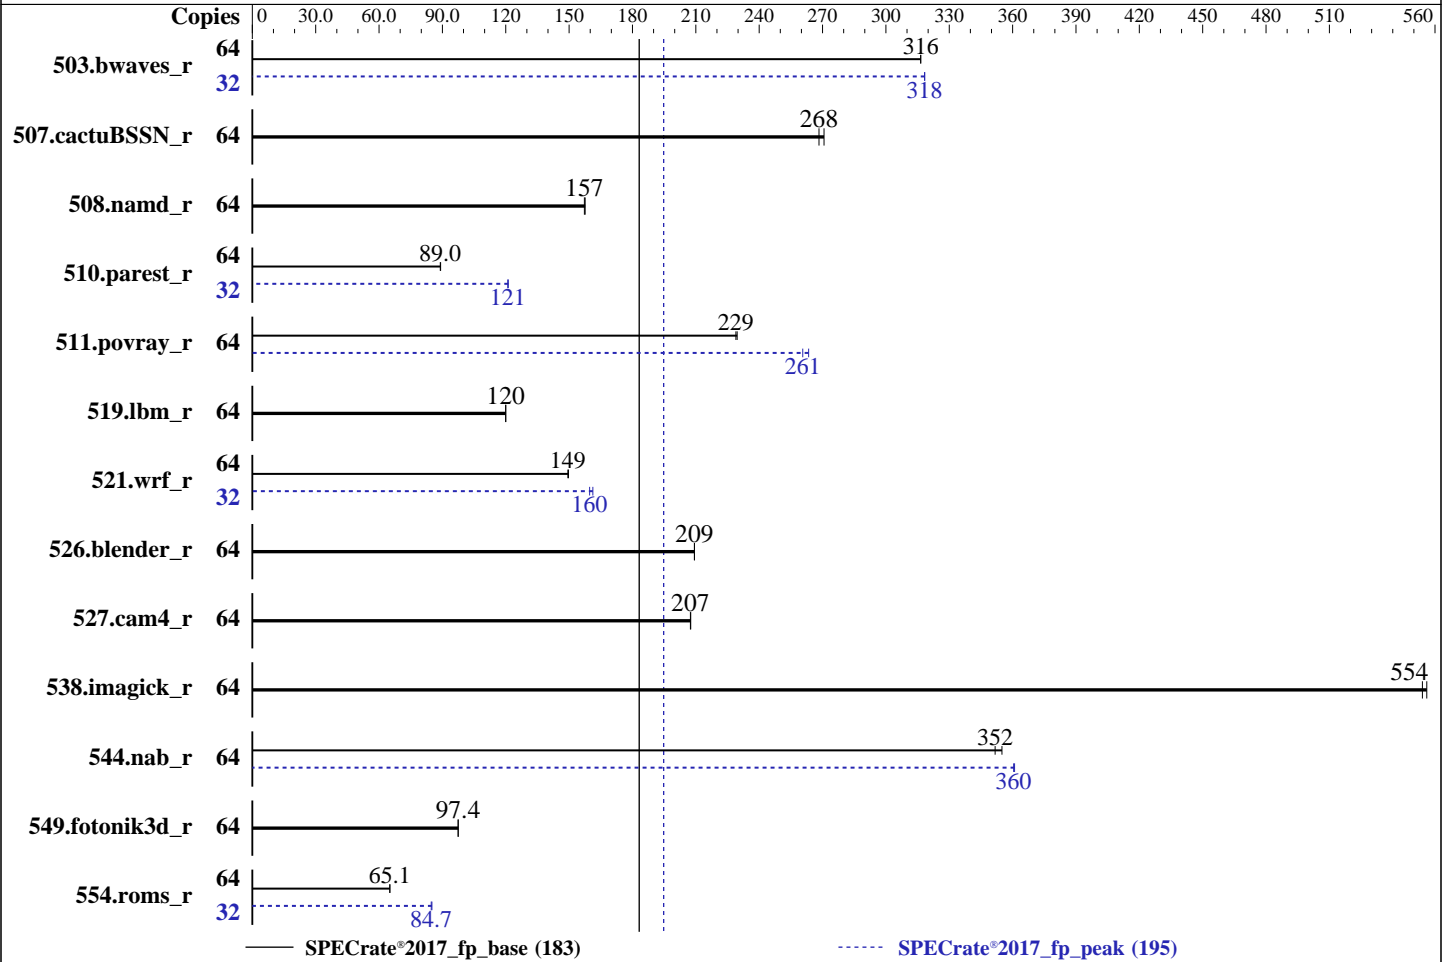 Copies 0 30.0 60.0 90.0 120 150 180 210 240 270 300 330 360 390 420 450 480 510 560
503.bwaves_r 64 316
32 318
507.cactuBSSN_r 64 268
508.namd_r 64 157
510.parest_r 64 89.0
32 121
511.povray_r 64 229
261
519.lbm_r 64 120
521.wrf_r 64 149
32 160
526.blender_r 64 209
527.cam4_r 64 207
538.imagick_r 64 554
544.nab_r 64 352
360
549.fotonik3d_r 64 97.4
554.roms_r 64 65.1
32 84.7
SPECrate®2017_fp_base (183) SPECrate®2017_fp_peak (195)